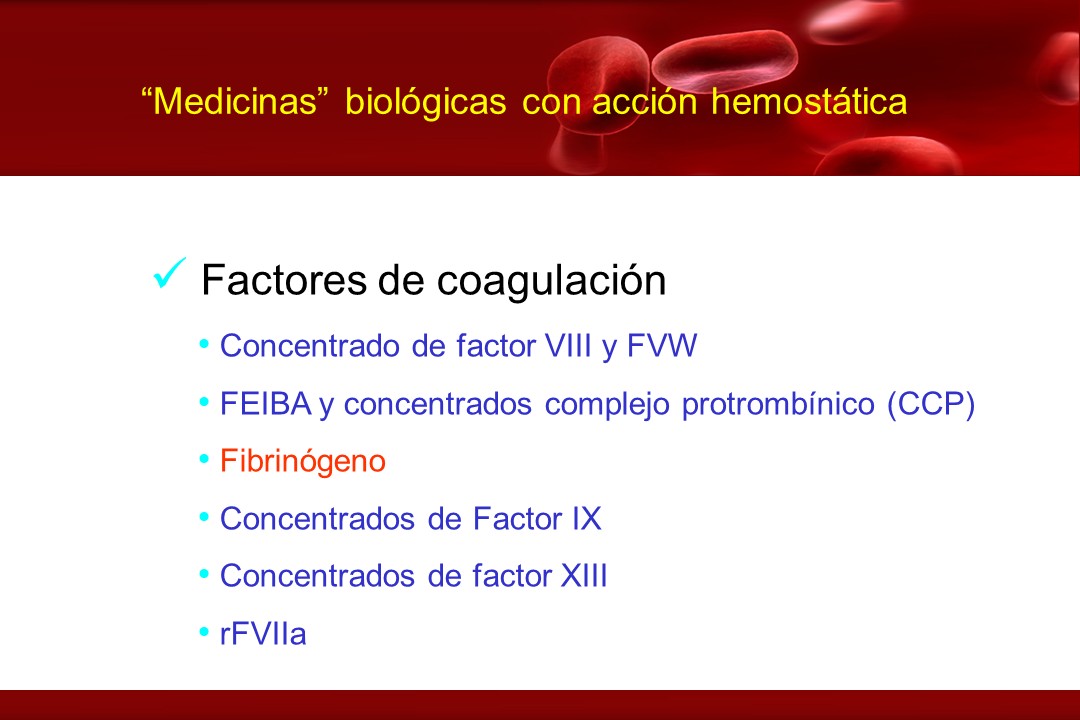 “Medicinas” biológicas con acción hemostática
✓ Factores de coagulación
• Concentrado de factor VIII y FVW
• FEIBA y concentrados complejo protrombínico (CCP)
• Fibrinógeno
• Concentrados de Factor IX
• Concentrados de factor XIII
• rFVIIa